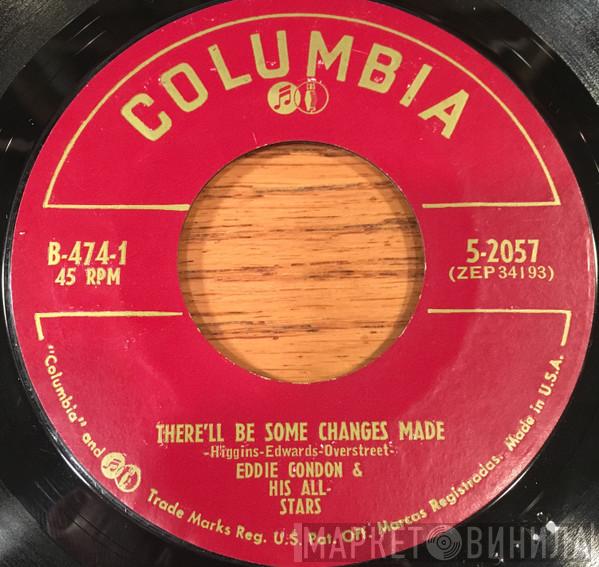 COLUMBIA
B-474-1
45 RPM
5-2057
(ZEP 34193)
THERE'LL BE SOME CHANGES MADE
-Higgins-Edwards-Overstreet-
EDDIE CONDON &
HIS ALL-
STARS
"Columbia" and Trade Marks Reg. U.S. Pat. Off. Marcas Registradas. Made in U.S.A.
МАРКЕТ ВИНИЛА